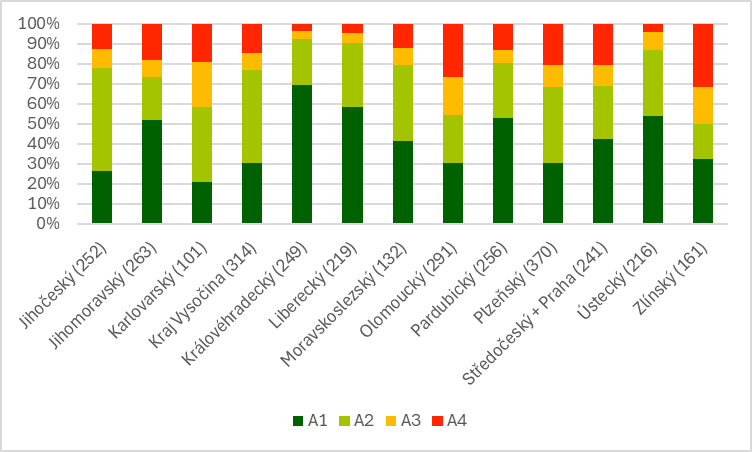 100%
90%
80%
70%
60%
50%
40%
30%
20%
10%
0%
Jihočeský (252)
Jihomoravský (263)
Karlovarský (101)
Kraj Vysočina (314)
Královéhradecký (249)
Liberecký (219)
Moravskoslezský (132)
Olomoucký (291)
Pardubický (256)
Plzeňský (370)
Středočeský + Praha (241)
Ústecký (216)
Zlínský (161)
A1 A2 A3 A4